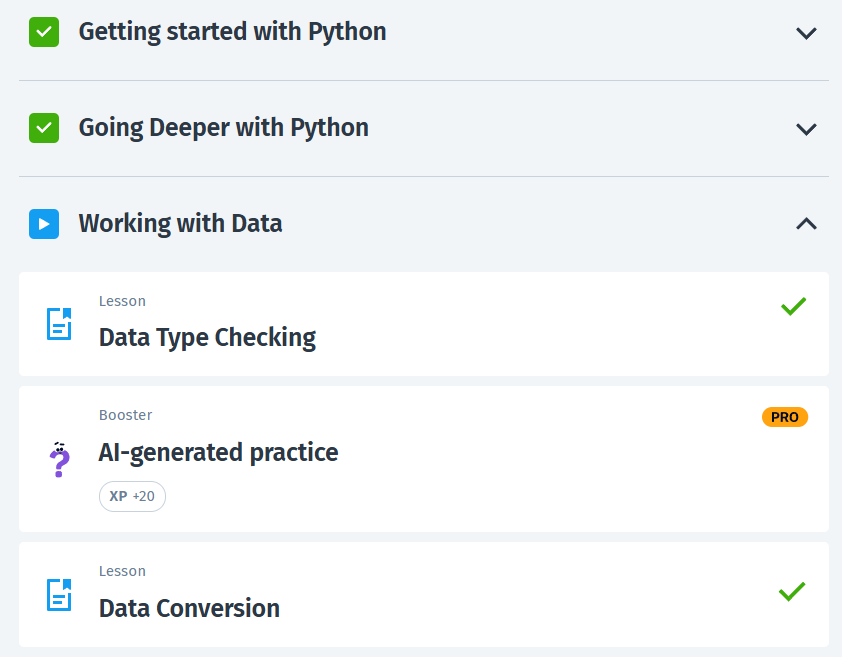 Getting started with Python
Going Deeper with Python
Working with Data
Lesson
Data Type Checking
Booster
PRO
AI-generated practice
XP +20
Lesson
Data Conversion